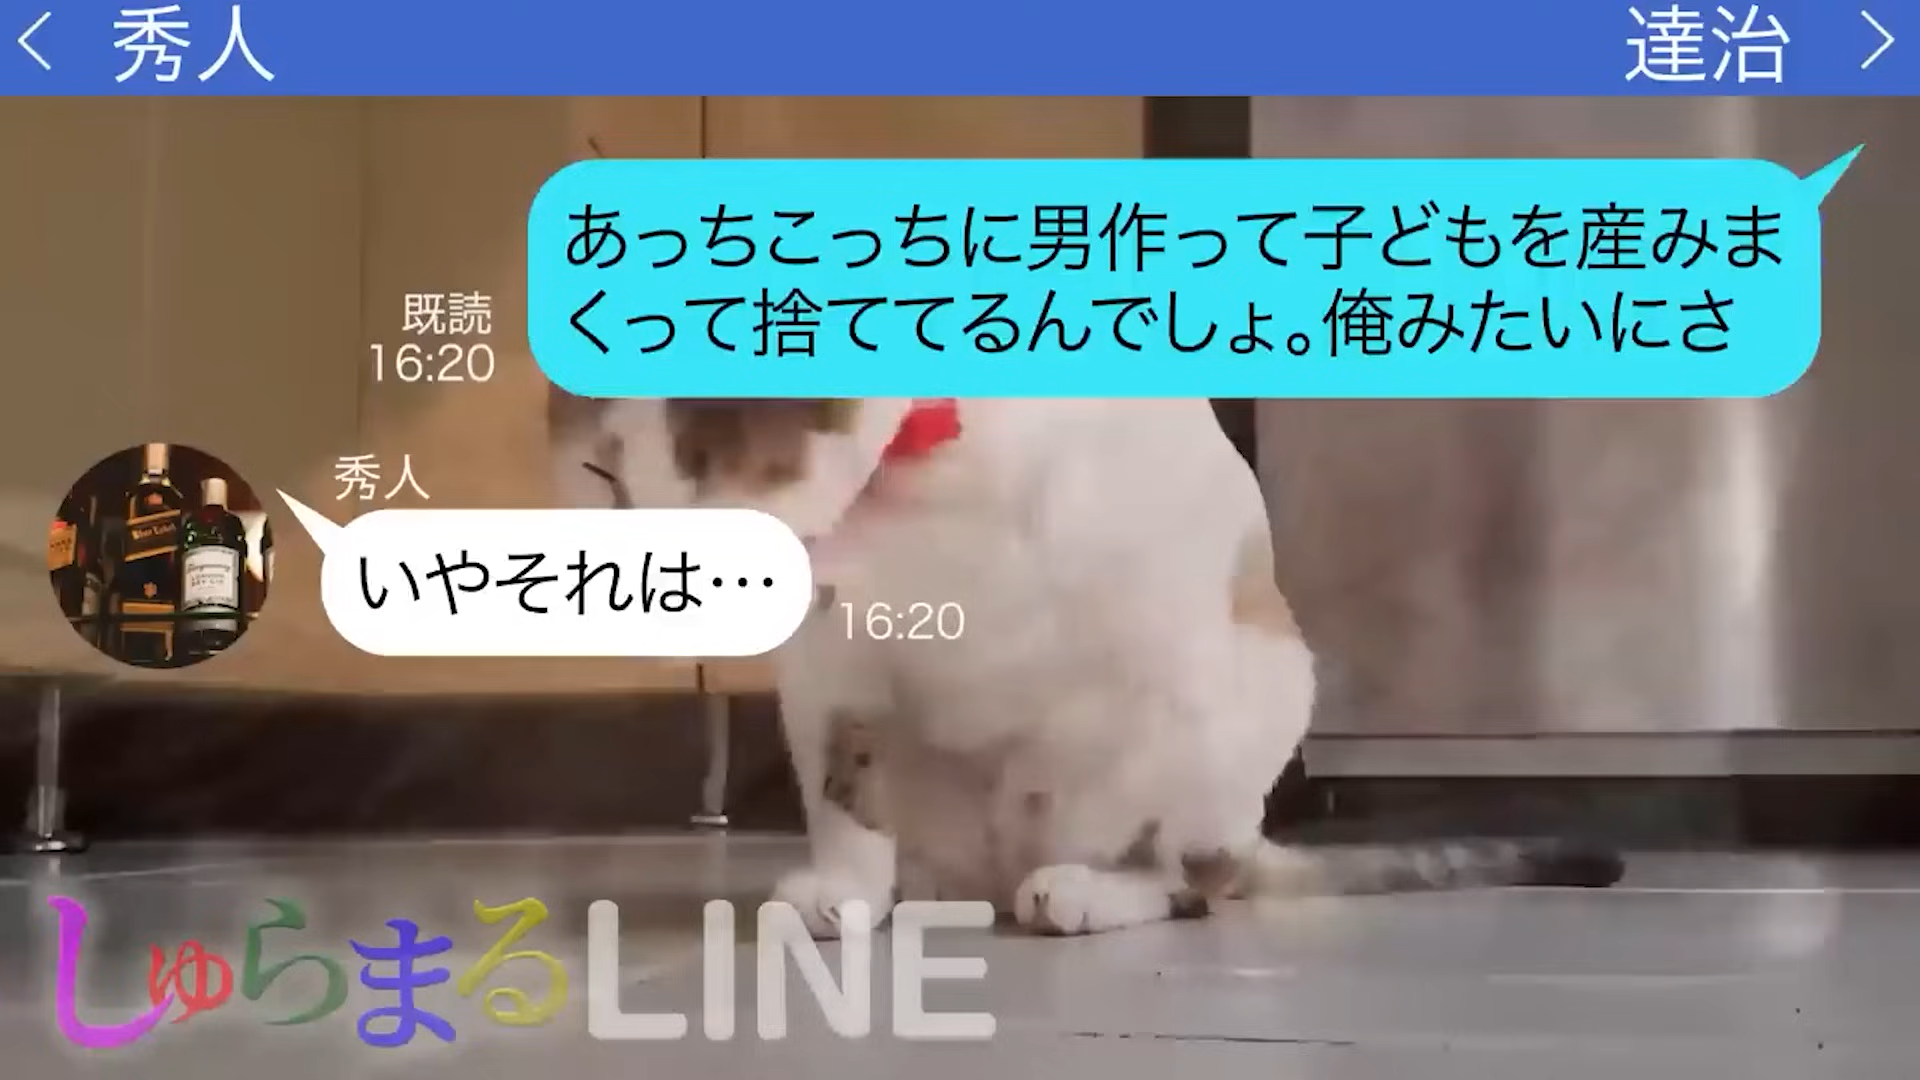 秀人
達治
あっちこっちに男作って子どもを産みま
くって捨ててるんでしょ。俺みたいにさ
既読
16:20
秀人
いやそれは…
16:20
しゅらまるLINE